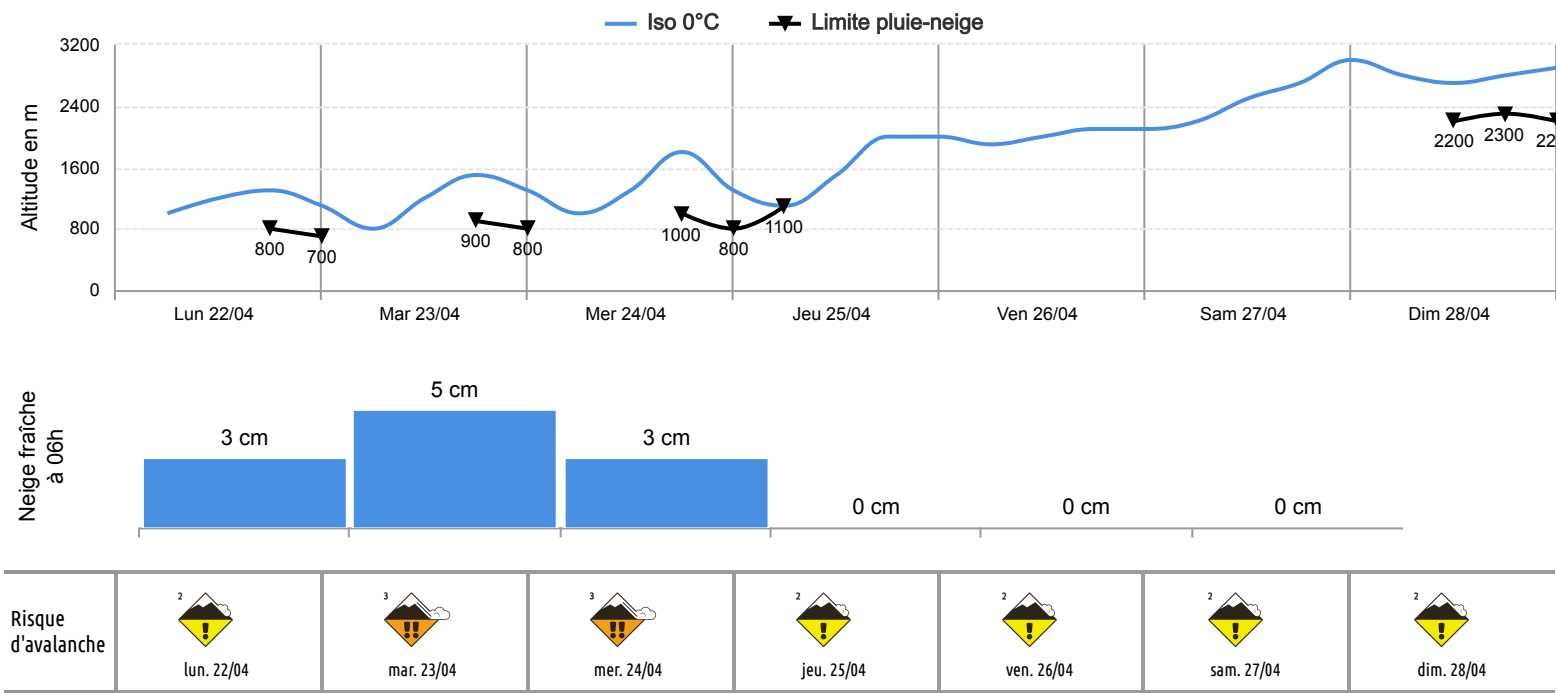 Iso 0°C Limite pluie-neige
3200
2400
1600
800
0
Altitude en m
800 700 900 800 1000 800 1100 2200 2300 22
Lun 22/04 Mar 23/04 Mer 24/04 Jeu 25/04 Ven 26/04 Sam 27/04 Dim 28/04
Neige fraîche
à 06h
3 cm 5 cm 3 cm 0 cm 0 cm 0 cm
Risque
d'avalanche
2 3 3 2 2 2 2
! !! !! ! ! ! !
lun. 22/04 mar. 23/04 mer. 24/04 jeu. 25/04 ven. 26/04 sam. 27/04 dim. 28/04